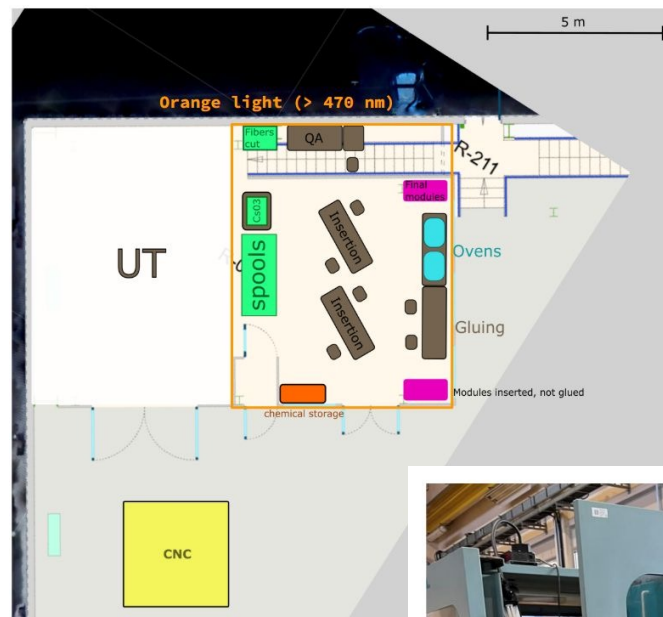 5 m
Orange light (> 470 nm)
Fibers
cut
QA
R-211
Final
modules
Cs03
Insertion
UT
spools
Ovens
Insertion
Gluing
Modules inserted, not glued
chemical storage
CNC